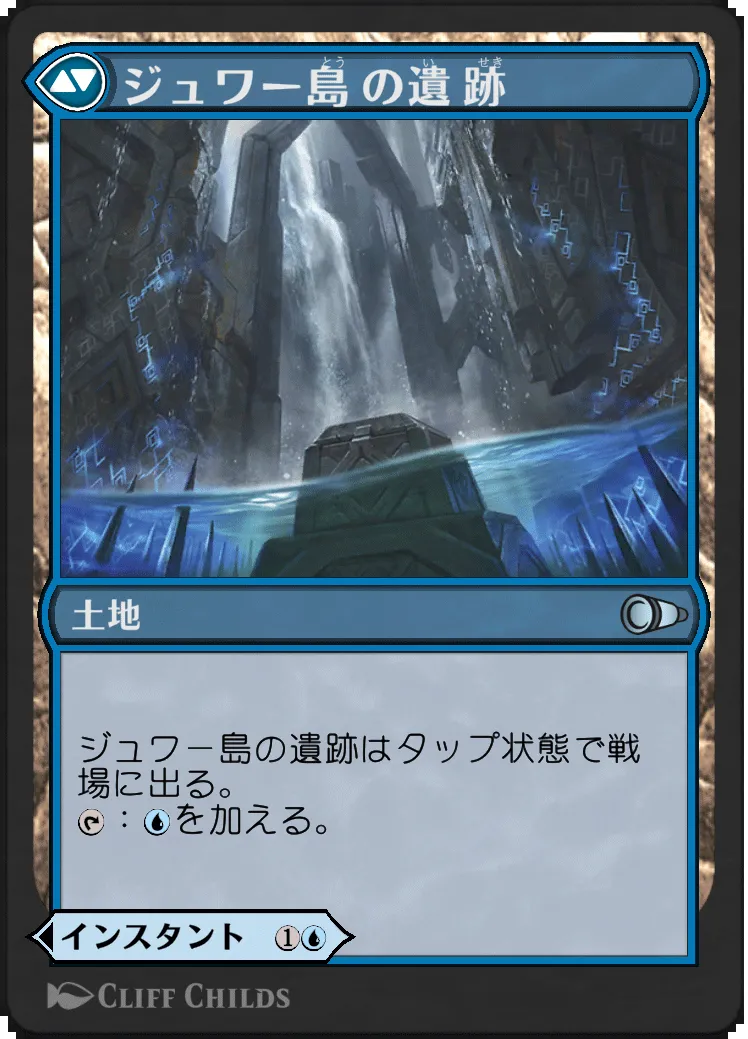 ジュワー島の遺跡
土地
ジュワー島の遺跡はタップ状態で戦
場に出る。
：を加える。
インスタント 1
CLIFF CHILDS